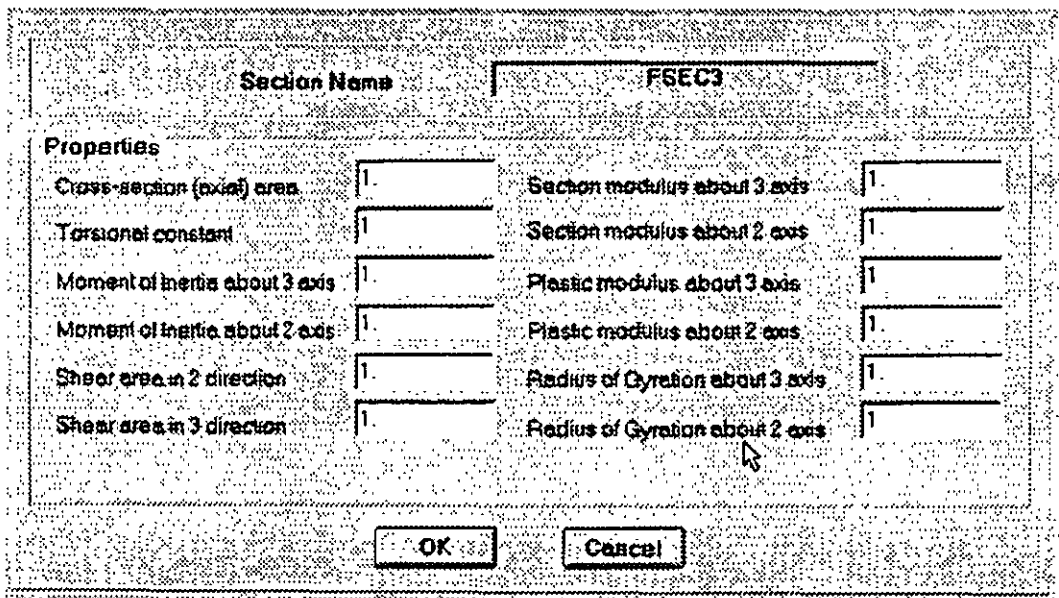 Section Name FSEC3
Properties
Cross-section (axial) area 1.
Section modulus about 3 axis 1.
Torsional constant 1
Section modulus about 2 axis 1.
Moment of Inertia about 3 axis 1.
Plastic modulus about 3 axis 1
Moment of Inertia about 2 axis 1.
Plastic modulus about 2 axis 1.
Shear area in 2 direction 1.
Radius of Gyration about 3 axis 1.
Shear area in 3 direction 1.
Radius of Gyration about 2 axis 1
OK Cancel